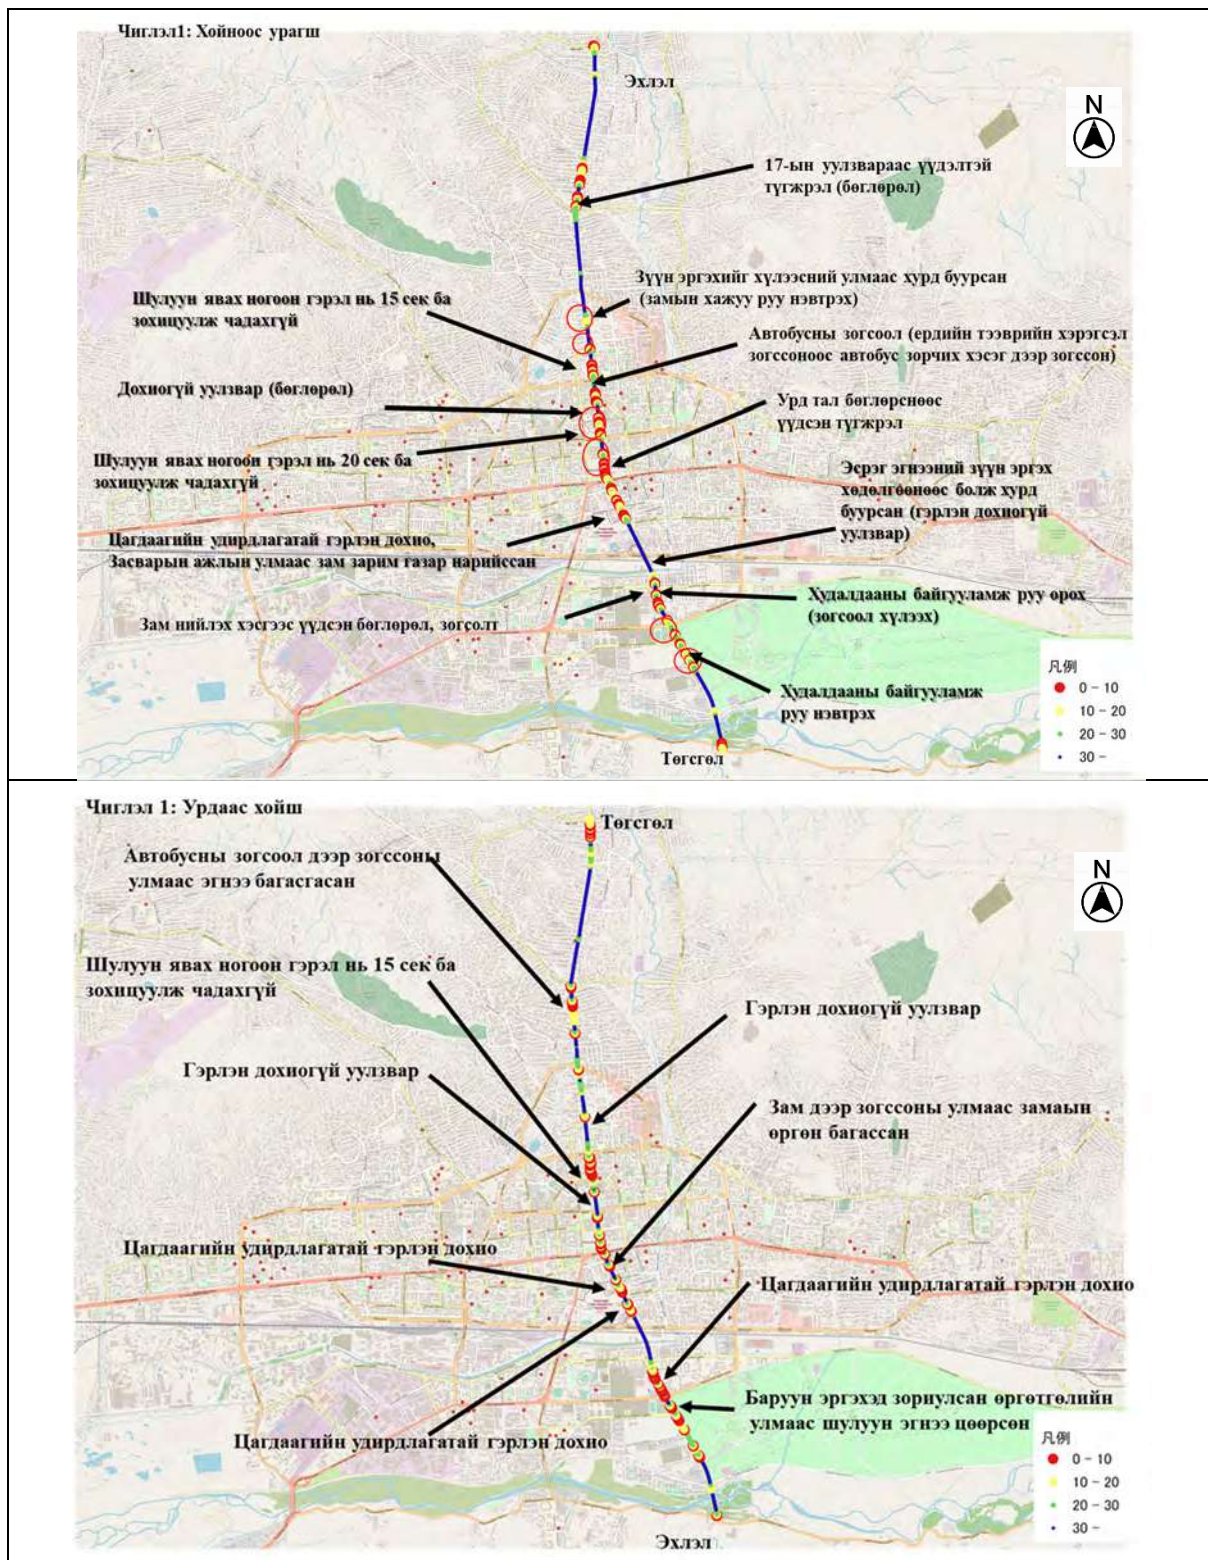 Чиглэл1: Хойноос урагш
Эхлэл
N
17-ын уулзвараас үүдэлтэй
түгжрэл (бөглөрөл)
Зүүн эргэхийг хүлээсний улмаас хурд буурсан
(замын хажуу руу нэвтрэх)
Шулуун явах ногоон гэрэл нь 15 сек ба
зохицуулж чадахгүй
Автобусны зогсоол (ердийн тээврийн хэрэгсэл
зогссоноос автобус зорчих хэсэг дээр зогссон)
Дохиогүй уулзвар (бөглөрөл)
Урд тал бөглөрснөөс
үүдсэн түгжрэл
Шулуун явах ногоон гэрэл нь 20 сек ба
зохицуулж чадахгүй
Эсрэг эгнээний зүүн эргэх
хөдөлгөөнөөс болж хурд
буурсан (гэрлэн дохиогүй
уулзвар)
Цагдаагийн удирдлагатай гэрлэн дохио,
Засварын ажлын улмаас зам зарим газар нарийссан
Худалдааны байгууламж руу орох
(зогсоол хүлээх)
Зам нийлэх хэсгээс үүдсэн бөглөрөл, зогсолт
Худалдааны байгууламж
руу нэвтрэх
凡例
0 - 10
10 - 20
20 - 30
30 -
Төгсгөл
Чиглэл 1: Урдаас хойш
Төгсгөл
Автобусны зогсоол дээр зогссоны
улмаас эгнээ багасгасан
N
Шулуун явах ногоон гэрэл нь 15 сек ба
зохицуулж чадахгүй
Гэрлэн дохиогүй уулзвар
Гэрлэн дохиогүй уулзвар
Зам дээр зогссоны улмаас замаын
өргөн багассан
Цагдаагийн удирдлагатай гэрлэн дохио
Цагдаагийн удирдлагатай гэрлэн дохио
Баруун эргэхэд зориулсан өргөтгөлийн
улмаас шулуун эгнээ цөөрсөн
Цагдаагийн удирдлагатай гэрлэн дохио
凡例
0 - 10
10 - 20
20 - 30
30 -
Эхлэл